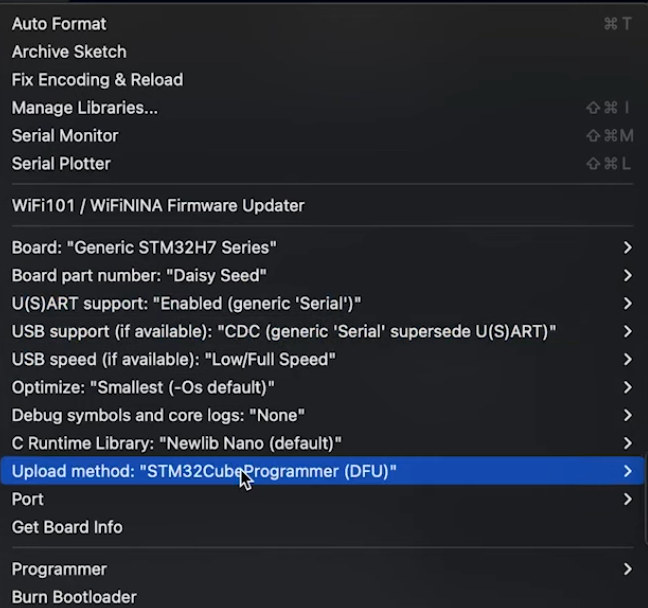 Auto Format ⌘ T
Archive Sketch
Fix Encoding & Reload
Manage Libraries... ⇧ ⌘ I
Serial Monitor ⇧ ⌘ M
Serial Plotter ⇧ ⌘ L
WiFi101 / WiFiNINA Firmware Updater
Board: "Generic STM32H7 Series"
Board part number: "Daisy Seed"
U(S)ART support: "Enabled (generic 'Serial')"
USB support (if available): "CDC (generic 'Serial' supersede U(S)ART)"
USB speed (if available): "Low/Full Speed"
Optimize: "Smallest (-Os default)"
Debug symbols and core logs: "None"
C Runtime Library: "Newlib Nano (default)"
Upload method: "STM32CubeProgrammer (DFU)"
Port
Get Board Info
Programmer
Burn Bootloader